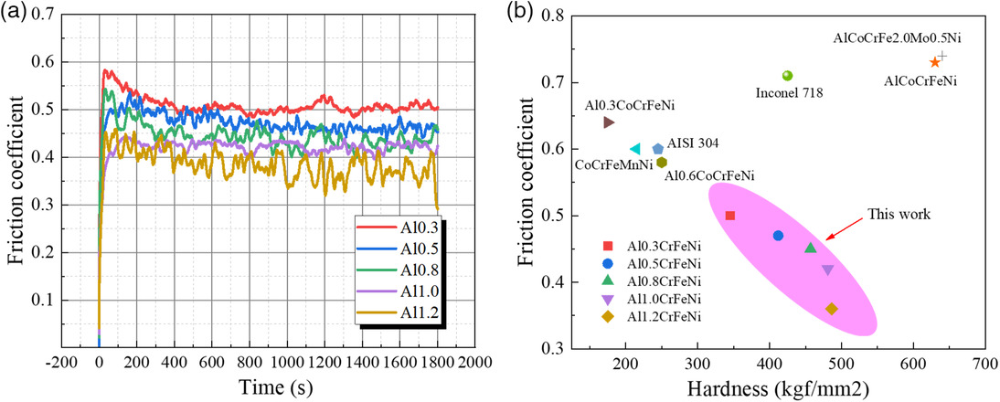 (a)
0.7
0.6
0.5
0.4
0.3
0.2
0.1
Friction coefficient
-200 0 200 400 600 800 1000 1200 1400 1600 1800 2000
Time (s)
Al0.3
Al0.5
Al0.8
Al1.0
Al1.2
(b)
0.8
0.7
0.6
0.5
0.4
0.3
Friction coefficient
200 300 400 500 600 700
Hardness (kgf/mm2)
AlCoCrFe2.0Mo0.5Ni
AlCoCrFeNi
Inconel 718
Al0.3CoCrFeNi
AISI 304
CoCrFeMnNi
Al0.6CoCrFeNi
This work
Al0.3CrFeNi
Al0.5CrFeNi
Al0.8CrFeNi
Al1.0CrFeNi
Al1.2CrFeNi